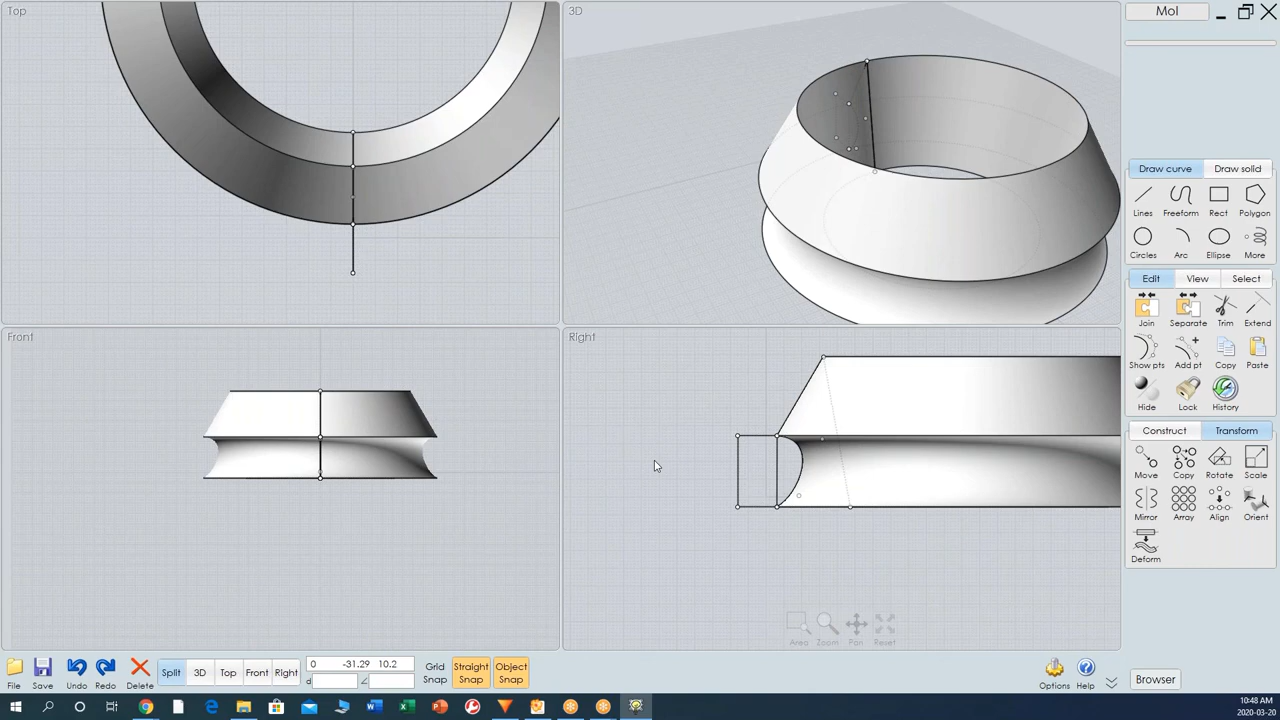 Top
3D
MoI
Front
Right
Draw curve Draw solid
Lines Freeform Rect Polygon
Circles Arc Ellipse More
Edit View Select
Join Separate Trim Extend
Show pts Add pt Copy Paste
Hide Lock History
Construct Transform
Move Copy Rotate Scale
Mirror Array Align Orient
Deform
Area Zoom Pan Reset
File Save Undo Redo Delete
Split 3D Top Front Right
0 -31.29 10.2
d
Grid Snap
Straight Snap
Object Snap
Options Help
Browser
10:48 AM
2020-03-20